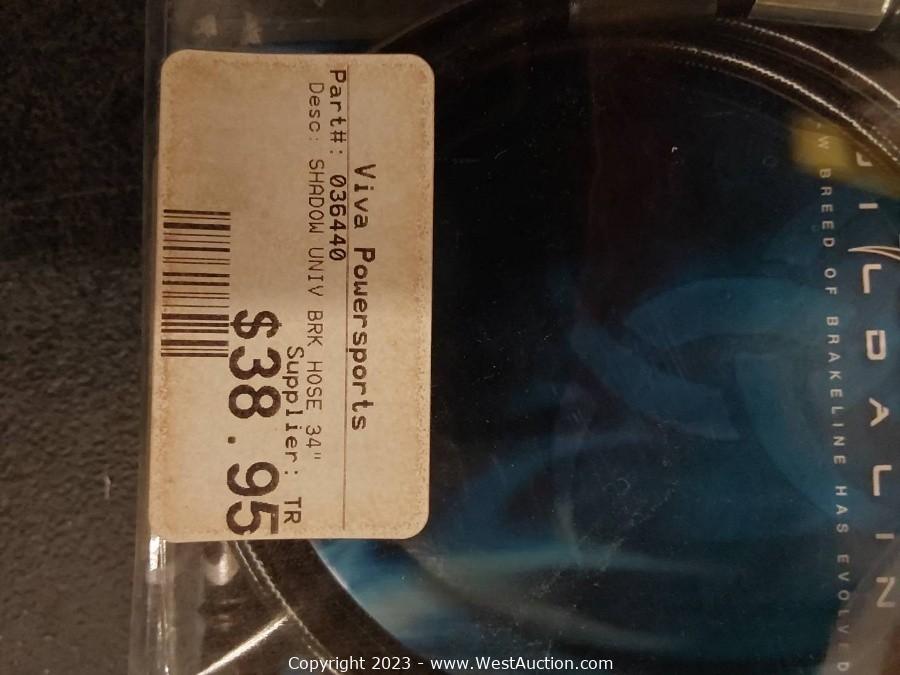 Viva Powersports
Part#: 036440
Desc: SHADOW UNIV BRK HOSE 34"
Supplier: TR
$38.95
BREED OF BRAKELINE HAS EVOLVED
Copyright 2023 - www.WestAuction.com